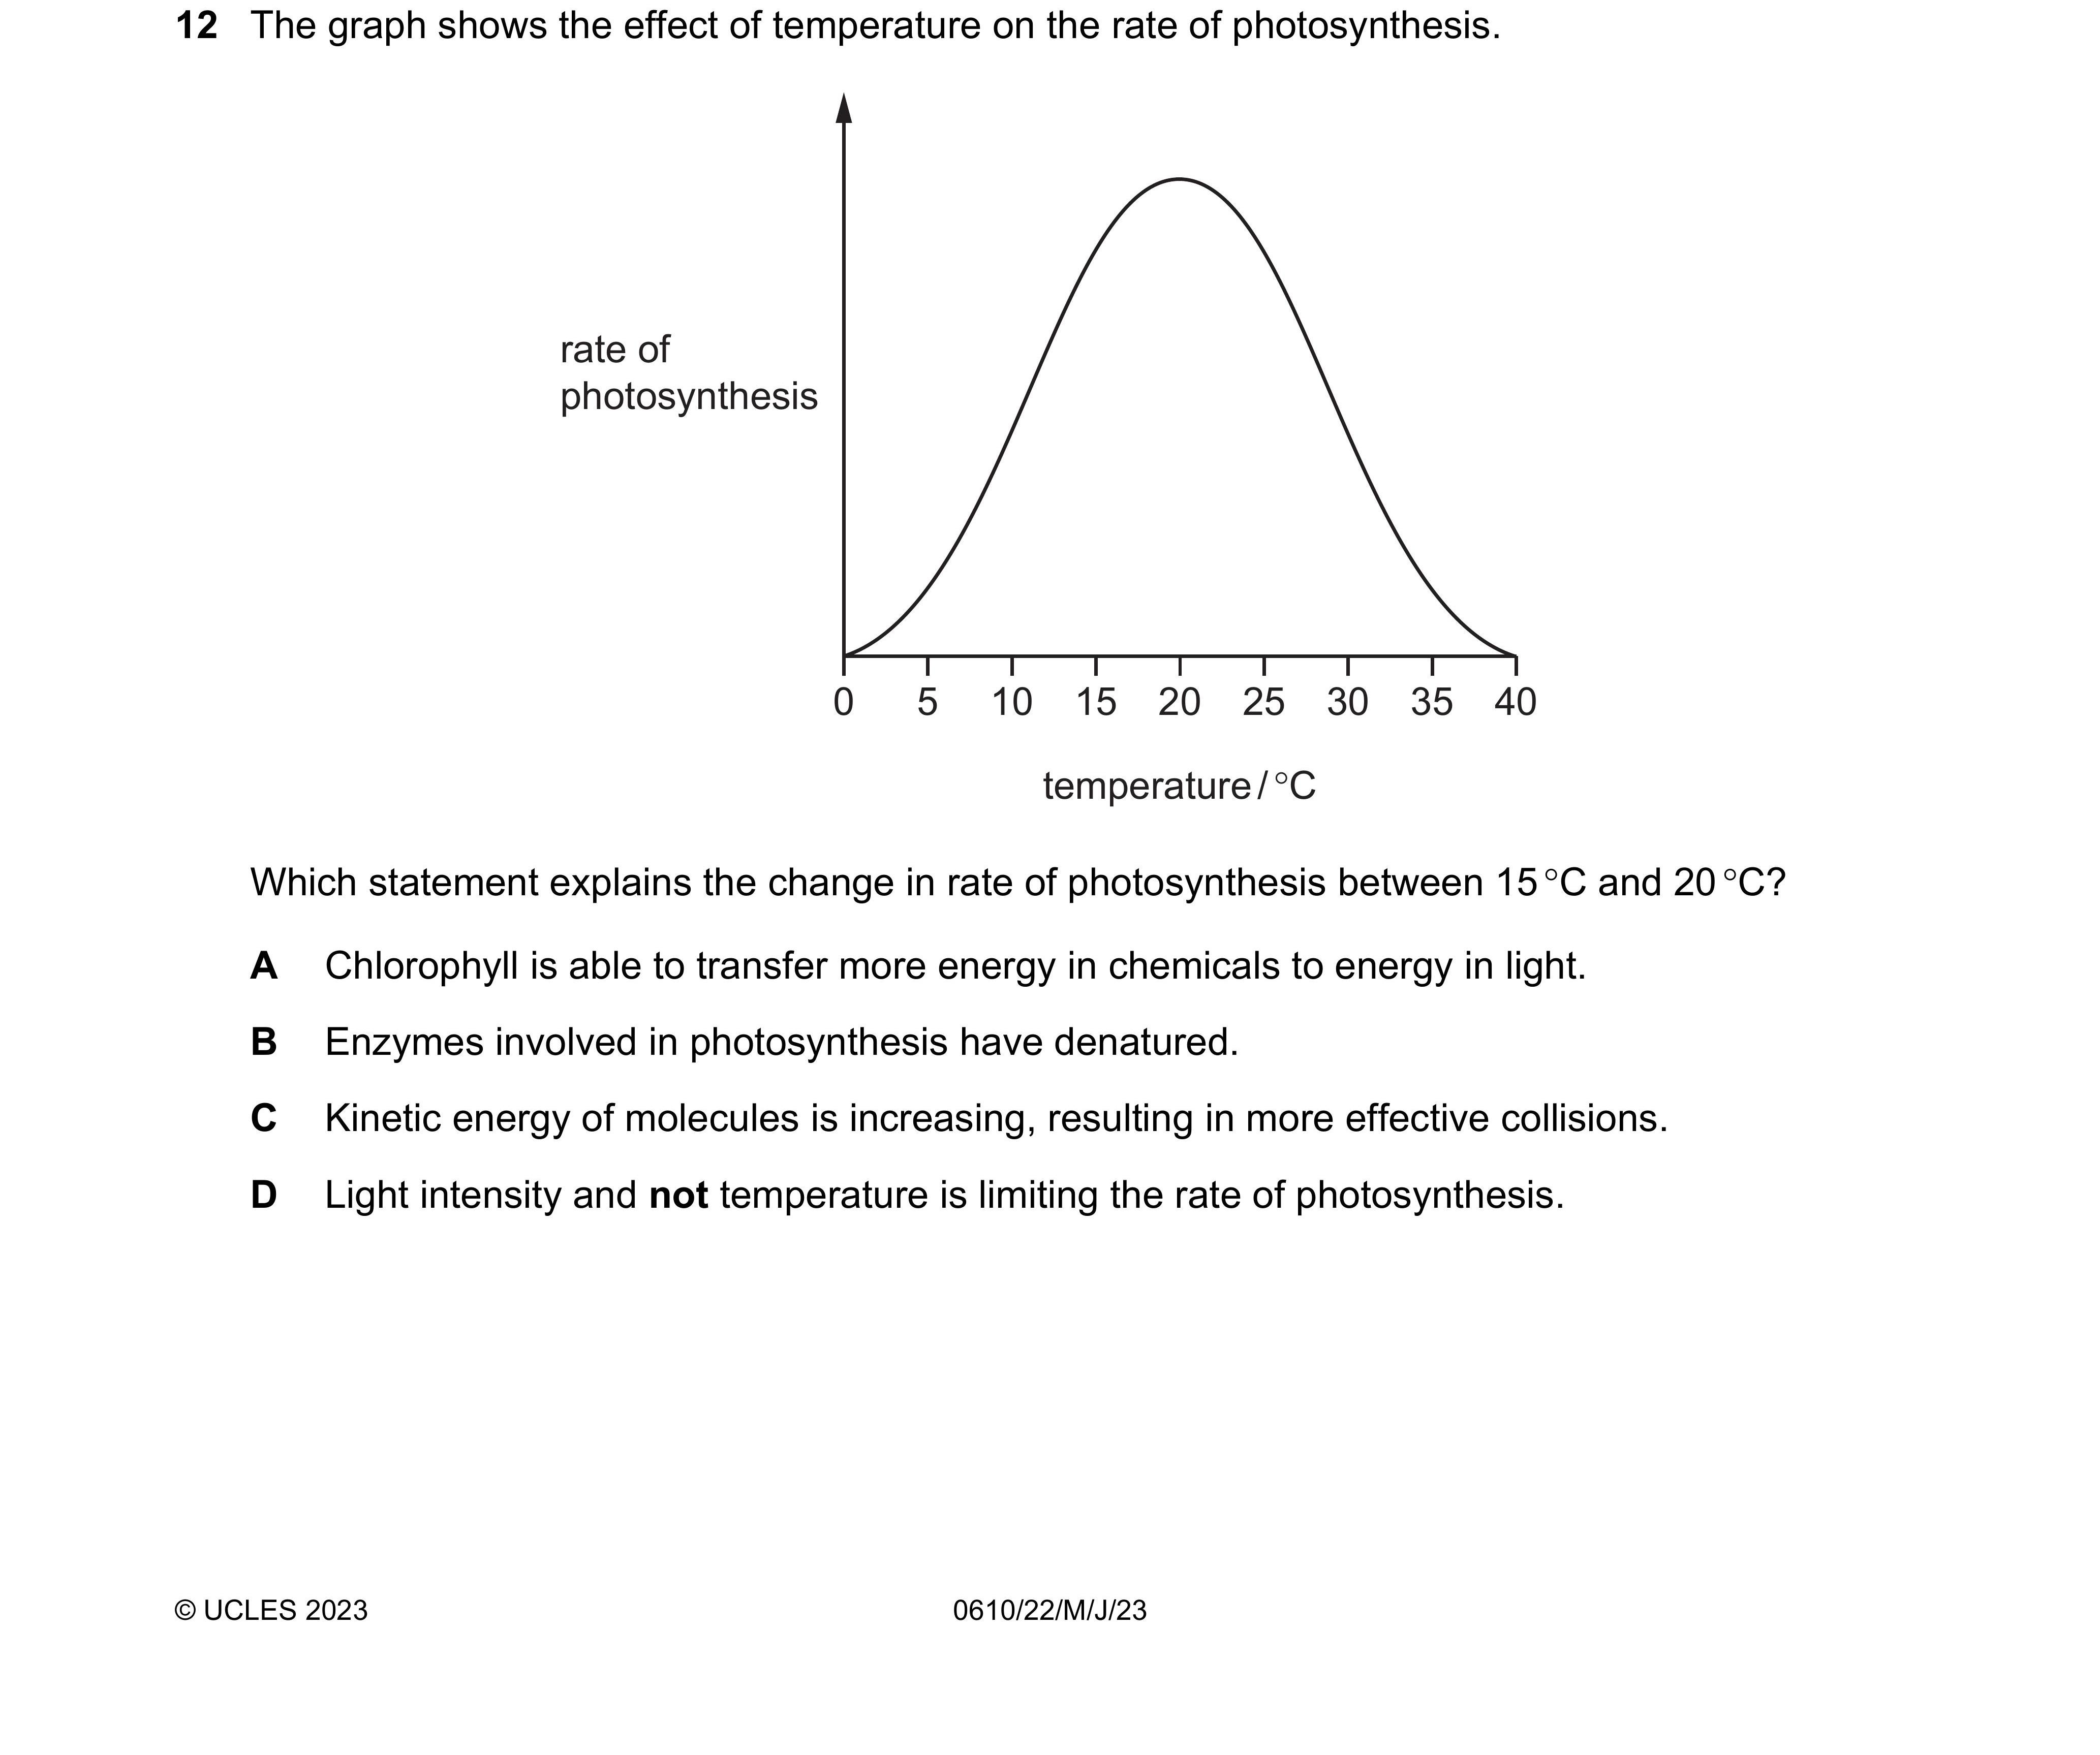 12 The graph shows the effect of temperature on the rate of photosynthesis.
rate of
photosynthesis
0 5 10 15 20 25 30 35 40
temperature / °C
Which statement explains the change in rate of photosynthesis between 15 °C and 20 °C?
A Chlorophyll is able to transfer more energy in chemicals to energy in light.
B Enzymes involved in photosynthesis have denatured.
C Kinetic energy of molecules is increasing, resulting in more effective collisions.
D Light intensity and not temperature is limiting the rate of photosynthesis.
© UCLES 2023 0610/22/M/J/23